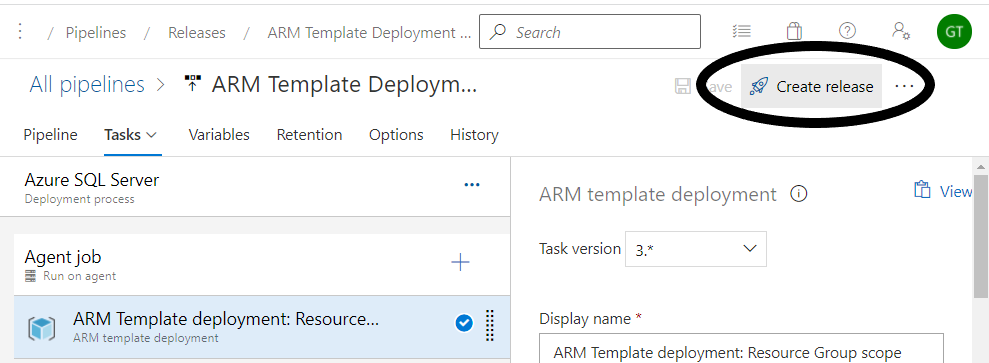 / Pipelines / Releases / ARM Template Deployment ... Search GT
All pipelines > ARM Template Deploym... ave Create release ...
Pipeline Tasks Variables Retention Options History
Azure SQL Server
Deployment process
ARM template deployment View
Task version 3.*
Agent job
Run on agent
ARM Template deployment: Resource...
ARM template deployment
Display name *
ARM Template deployment: Resource Group scope